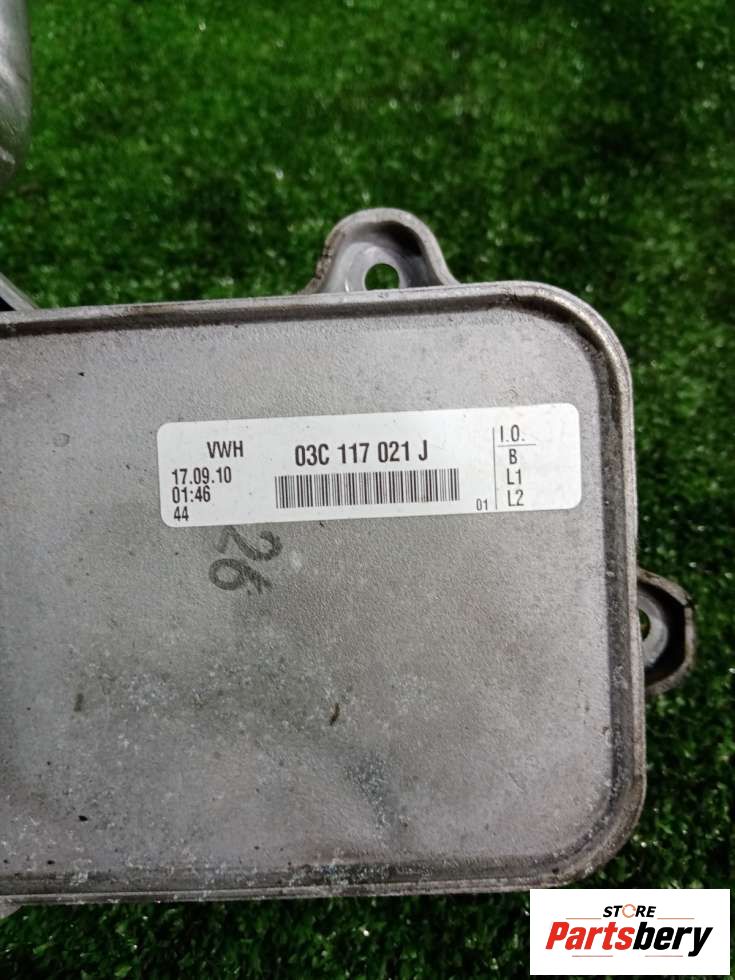 VWH
03C 117 021 J
17.09.10
01:46
44
01
I.O.
B
L1
L2
26
STORE
Partsbery